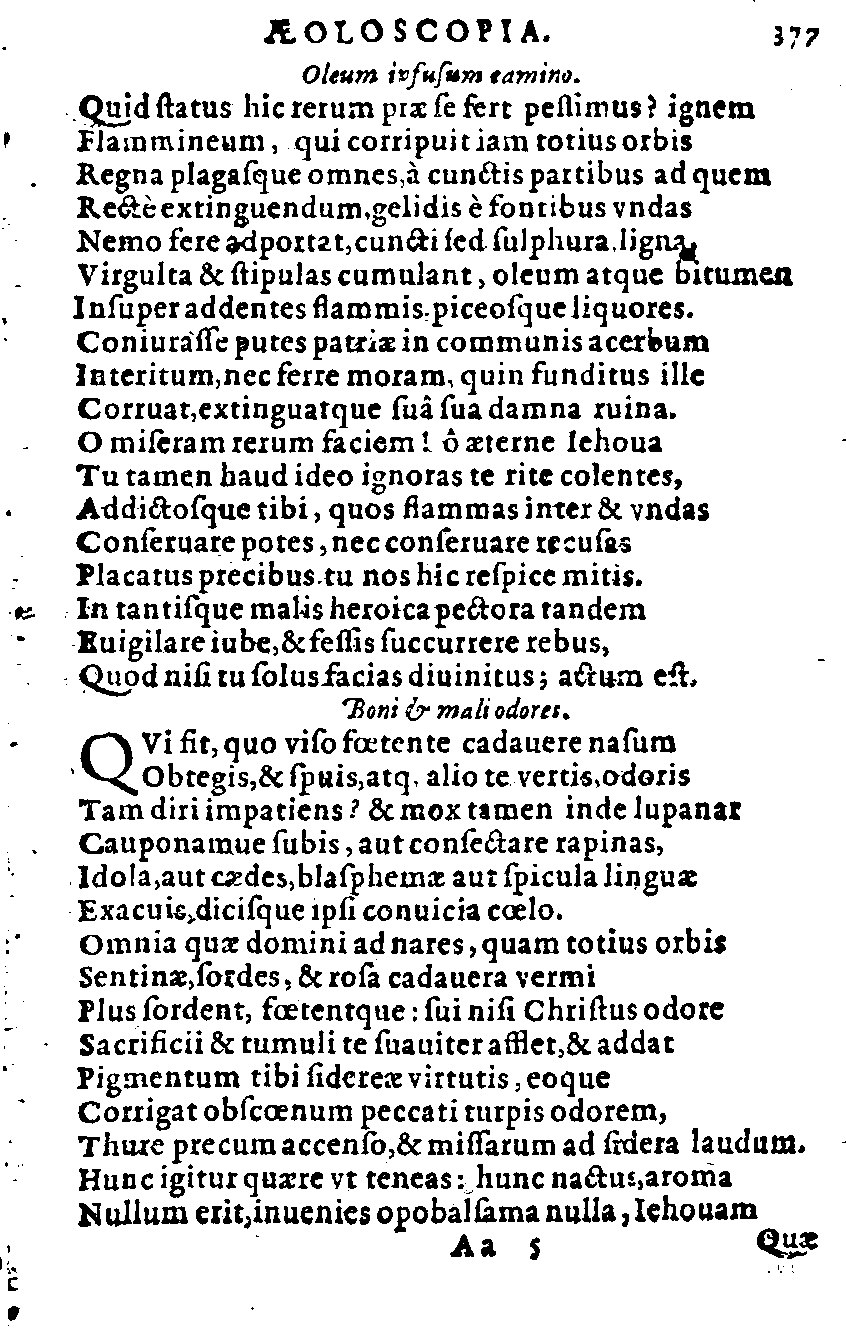 ÆOLOSCOPIA. 377
Oleum infuſum camino.
Quid ſtatus hic rerum præ ſe fert peſſimus? ignem
Flammineum, qui corripuit iam totius orbis
Regna plagaſque omnes, à cunctis partibus ad quem
Rectè extinguendum, gelidis è fontibus vndas
Nemo fere adportat, cuncti ſed ſulphura, ligna,
Virgulta & ſtipulas cumulant, oleum atque bitumen
Inſuper addentes flammis, piceoſque liquores.
Coniuraſſe putes patriæ in communis acerbum
Interitum, nec ferre moram, quin funditus ille
Corruat, extinguatque ſuâ ſua damna ruina.
O miſeram rerum faciem! ô æterne Iehoua
Tu tamen haud ideo ignoras te rite colentes,
Addictoſque tibi, quos flammas inter & vndas
Conſeruare potes, nec conſeruare recuſas
Placatus precibus. tu nos hic reſpice mitis.
In tantiſque malis heroica pectora tandem
Euigilare iube, & feſſis ſuccurrere rebus,
Quod niſi tu ſolus facias diuinitus; actum eſt.
Boni & mali odores.
QVi fit, quo viſo fœtente cadauere naſum
Obtegis, & ſpuis, atq. alio te vertis, odoris
Tam diri impatiens? & mox tamen inde lupanar
Cauponamue ſubis, aut conſectare rapinas,
Idola, aut cædes, blaſphemæ aut ſpicula linguæ
Exacuis, diciſque ipſi conuicia cœlo.
Omnia quæ domini ad nares, quam totius orbis
Sentinæ, ſordes, & roſa cadauera vermi
Plus ſordent, fœtentque: ſui niſi Chriſtus odore
Sacrificii & tumuli te ſuauiter afflet, & addat
Pigmentum tibi ſidereæ virtutis, eoque
Corrigat obſcœnum peccati turpis odorem,
Thure precum accenſo, & miſſarum ad ſidera laudum.
Hunc igitur quære vt teneas: hunc nactus, aroma
Nullum erit, inuenies opobalſama nulla, Iehouam
Aa 5 Quæ